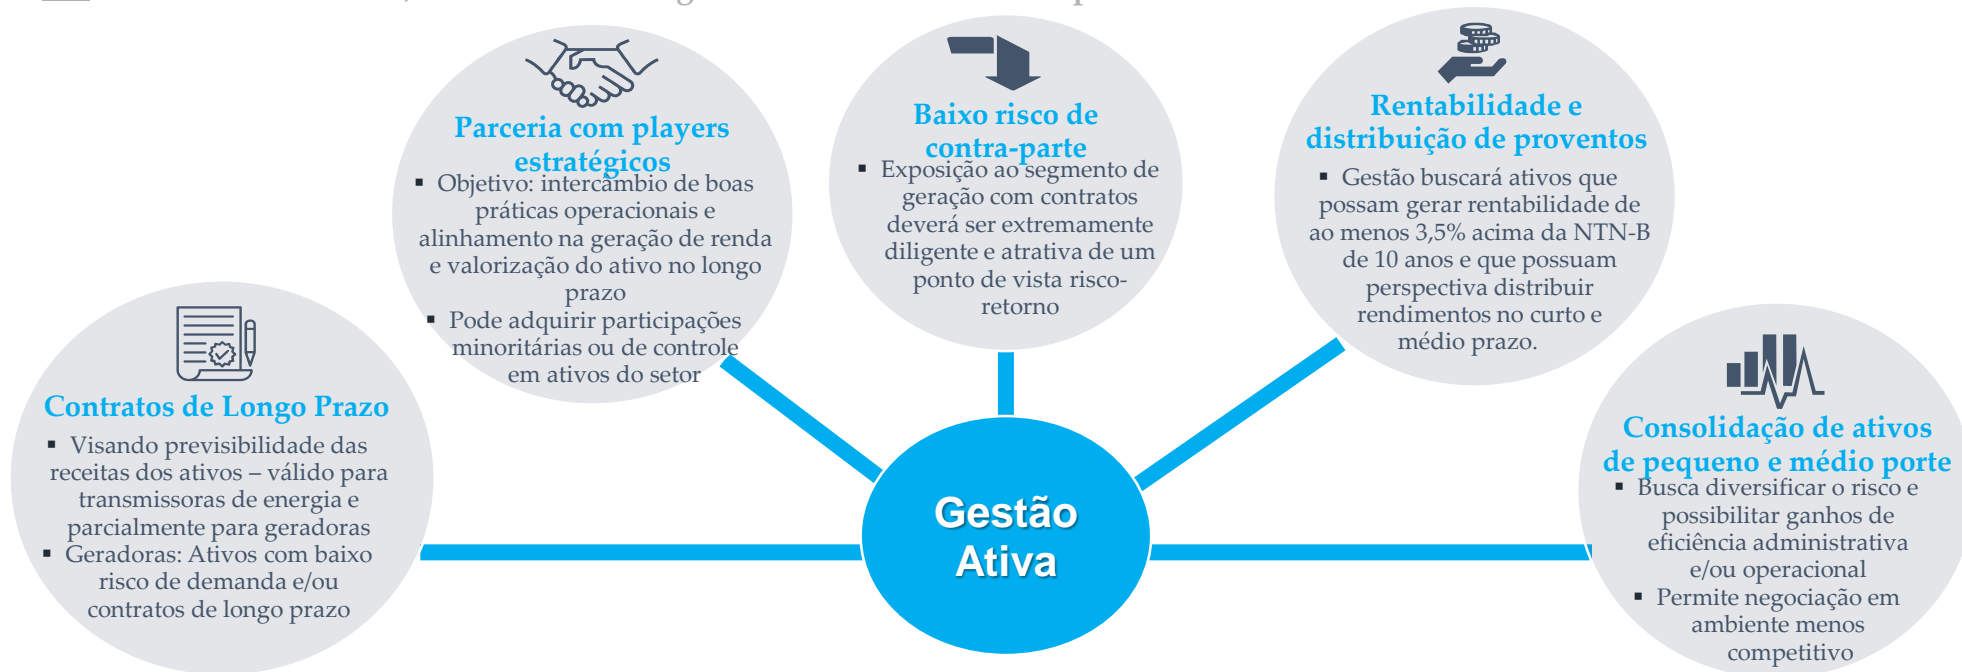 Contratos de Longo Prazo
▪ Visando previsibilidade das
receitas dos ativos – válido para
transmissoras de energia e
parcialmente para geradoras
▪ Geradoras: Ativos com baixo
risco de demanda e/ou
contratos de longo prazo
Parceria com players
estratégicos
▪ Objetivo: intercâmbio de boas
práticas operacionais e
alinhamento na geração de renda
e valorização do ativo no longo
prazo
▪ Pode adquirir participações
minoritárias ou de controle
em ativos do setor
Baixo risco de
contra-parte
▪ Exposição ao segmento de
geração com contratos
deverá ser extremamente
diligente e atrativa de um
ponto de vista risco-
retorno
Rentabilidade e
distribuição de proventos
▪ Gestão buscará ativos que
possam gerar rentabilidade de
ao menos 3,5% acima da NTN-B
de 10 anos e que possuam
perspectiva distribuir
rendimentos no curto e
médio prazo.
Consolidação de ativos
de pequeno e médio porte
▪ Busca diversificar o risco e
possibilitar ganhos de
eficiência administrativa
e/ou operacional
▪ Permite negociação em
ambiente menos
competitivo
Gestão
Ativa